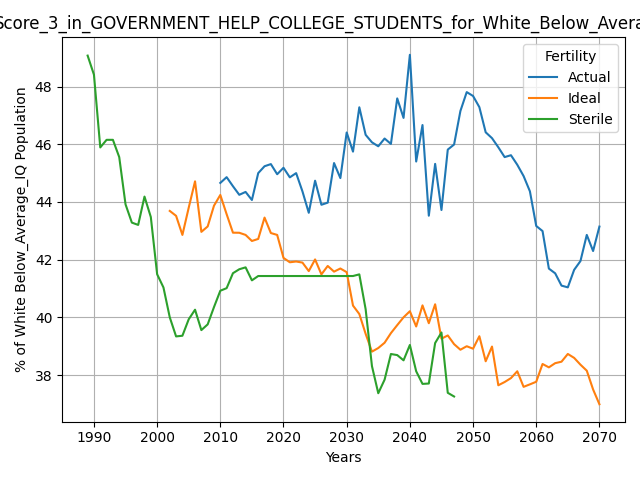 Score_3_in_GOVERNMENT_HELP_COLLEGE_STUDENTS_for_White_Below_Avera
Fertility
Actual
Ideal
Sterile
% of White Below_Average_IQ Population
48
46
44
42
40
38
1990 2000 2010 2020 2030 2040 2050 2060 2070
Years